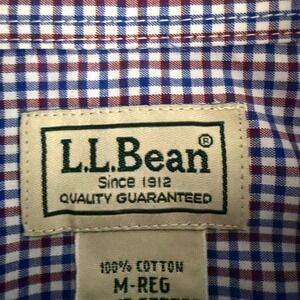 L.L.Bean®
Since 1912
QUALITY GUARANTEED
100% COTTON
M-REG